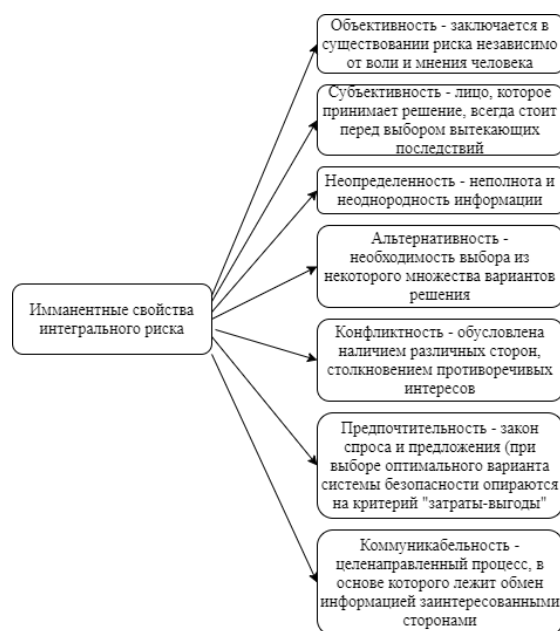 Объективность - заключается в
существовании риска независимо
от воли и мнения человека
Субъективность - лицо, которое
принимает решение, всегда стоит
перед выбором вытекающих
последствий
Неопределенность - неполнота и
неоднородность информации
Альтернативность -
необходимость выбора из
некоторого множества вариантов
решения
Имманентные свойства
интегрального риска
Конфликтность - обусловлена
наличием различных сторон,
столкновением противоречивых
интересов
Предпочтительность - закон
спроса и предложения (при
выборе оптимального варианта
системы безопасности опираются
на критерий "затраты-выгоды"
Коммуникабельность -
целенаправленный процесс, в
основе которого лежит обмен
информацией заинтересованными
сторонами